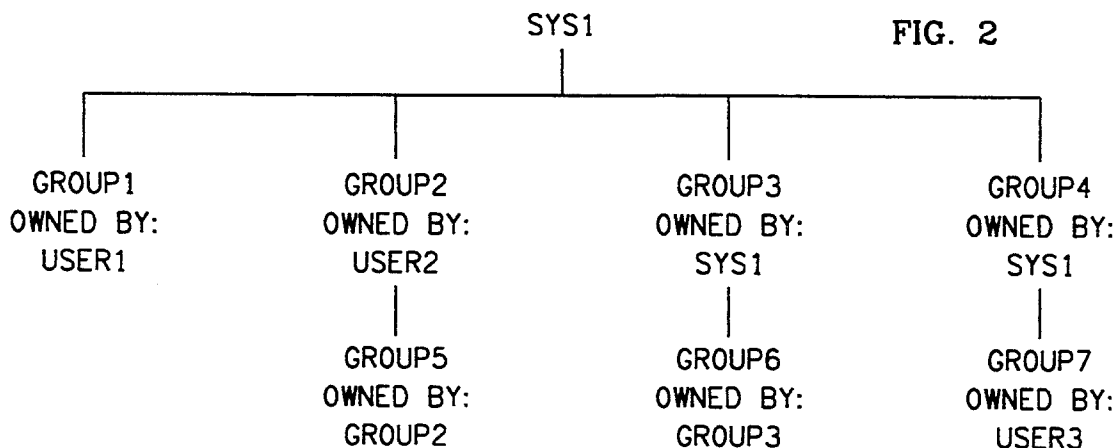 SYS1
FIG. 2
GROUP1
OWNED BY:
USER1
GROUP2
OWNED BY:
USER2
GROUP3
OWNED BY:
SYS1
GROUP4
OWNED BY:
SYS1
GROUP5
OWNED BY:
GROUP2
GROUP6
OWNED BY:
GROUP3
GROUP7
OWNED BY:
USER3